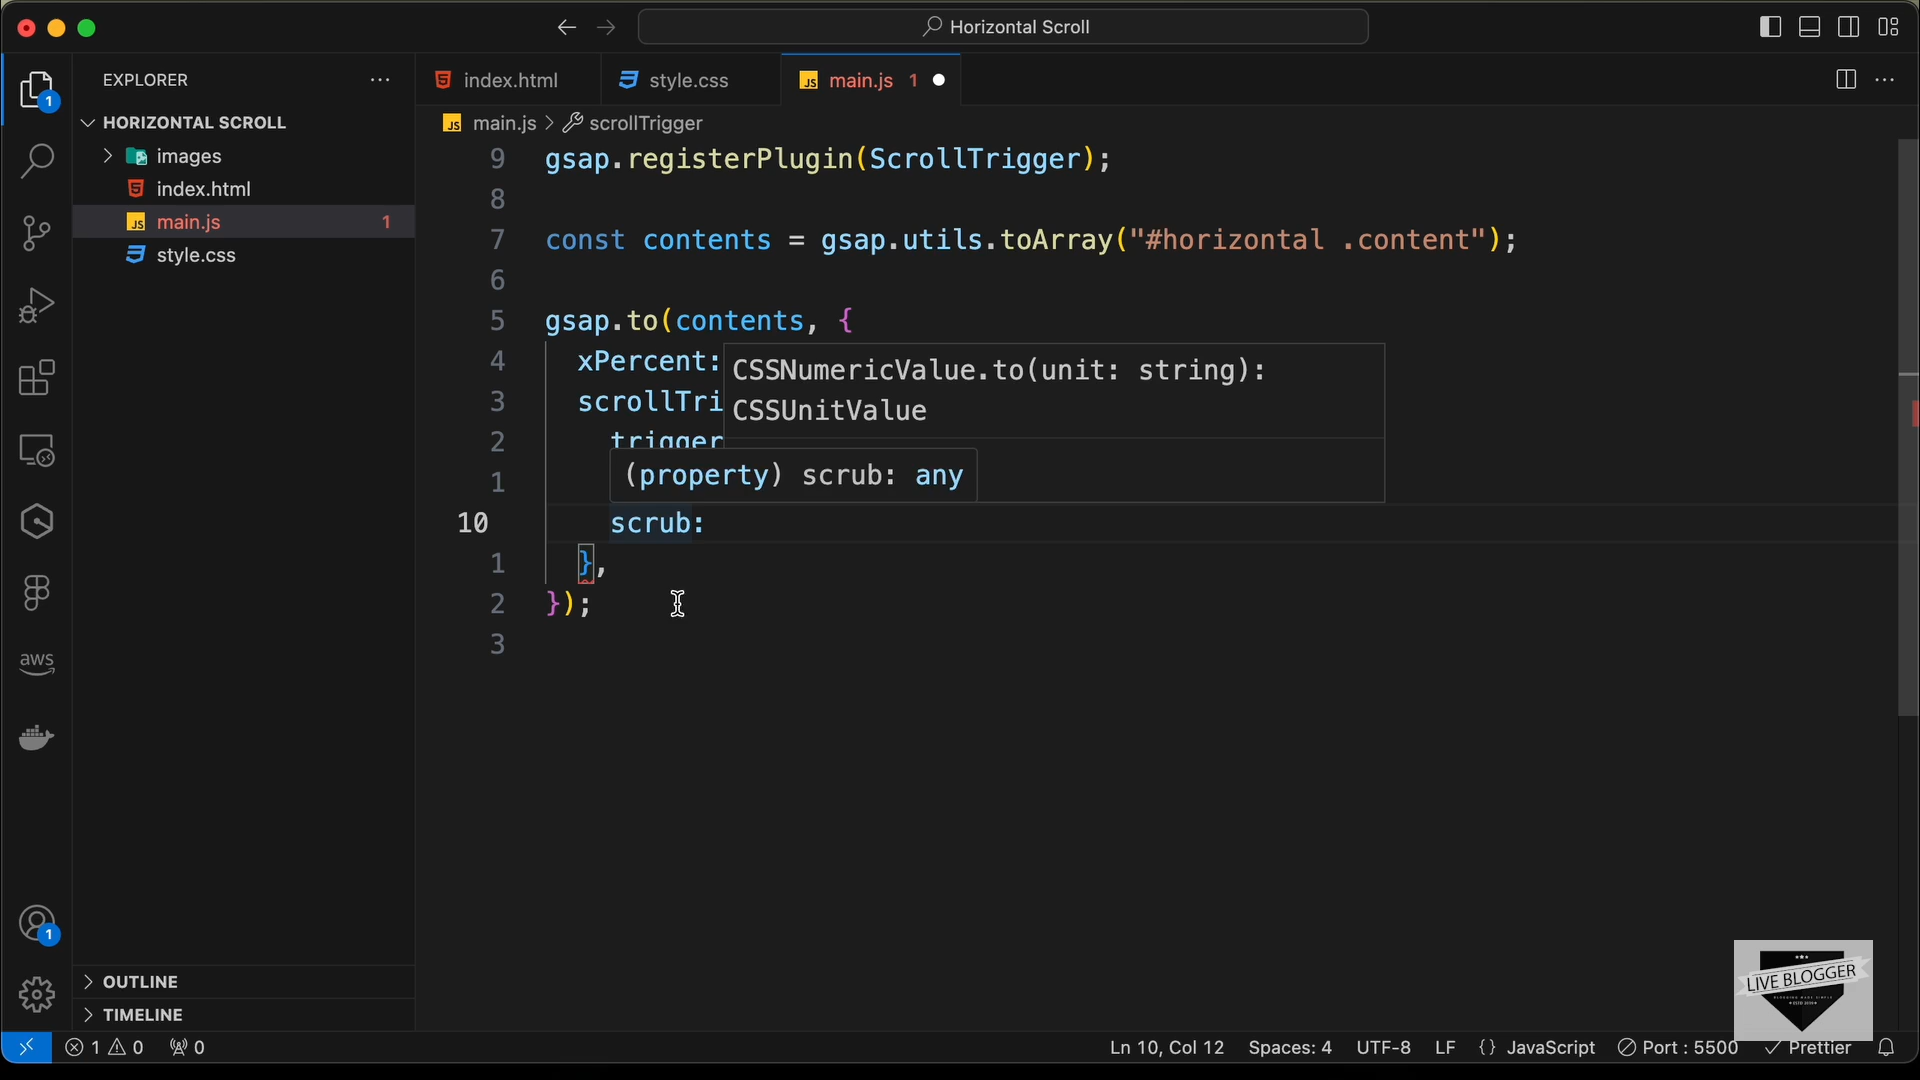 Horizontal Scroll
EXPLORER
index.html
style.css
main.js 1
HORIZONTAL SCROLL
main.js > scrollTrigger
images
index.html
main.js 1
style.css
9 gsap.registerPlugin(ScrollTrigger);
8
7 const contents = gsap.utils.toArray("#horizontal .content");
6
5 gsap.to(contents, {
4 xPercent:
CSSNumericValue.to(unit: string):
CSSUnitValue
3 scrollTri
2 trigger
1 (property) scrub: any
10 scrub:
1 },
2 });
3
1
aws
1
OUTLINE
TIMELINE
LIVE BLOGGER
1 0 0 Ln 10, Col 12 Spaces: 4 UTF-8 LF {} JavaScript Port : 5500 Prettier